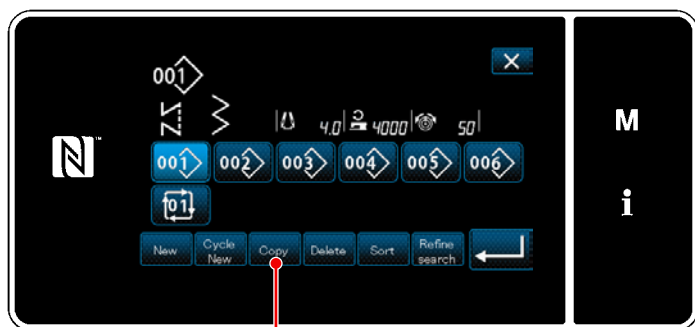 001
4.0 4000 50
M
001 002 003 004 005 006
N
01
i
New Cycle New Copy Delete Sort Refine search